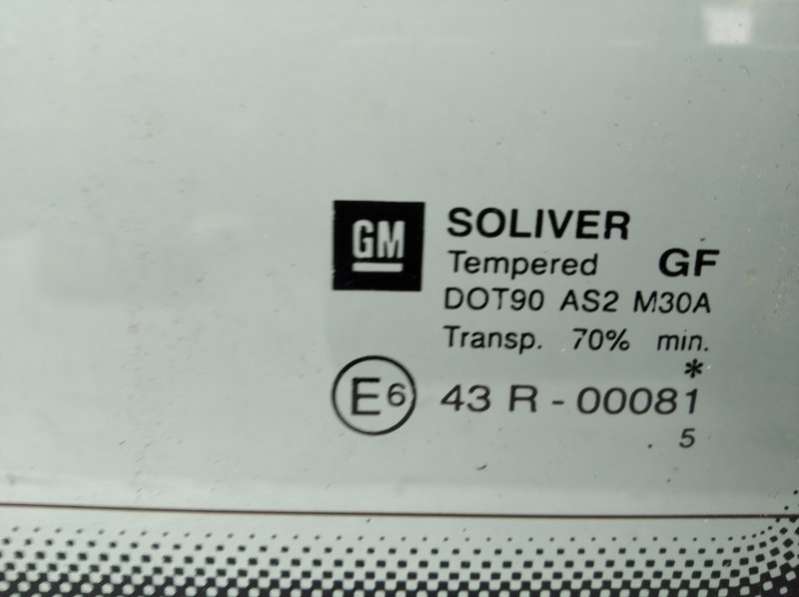 GM SOLIVER
Tempered GF
DOT90 AS2 M30A
Transp. 70% min.
*
E6 43 R - 00081
. 5